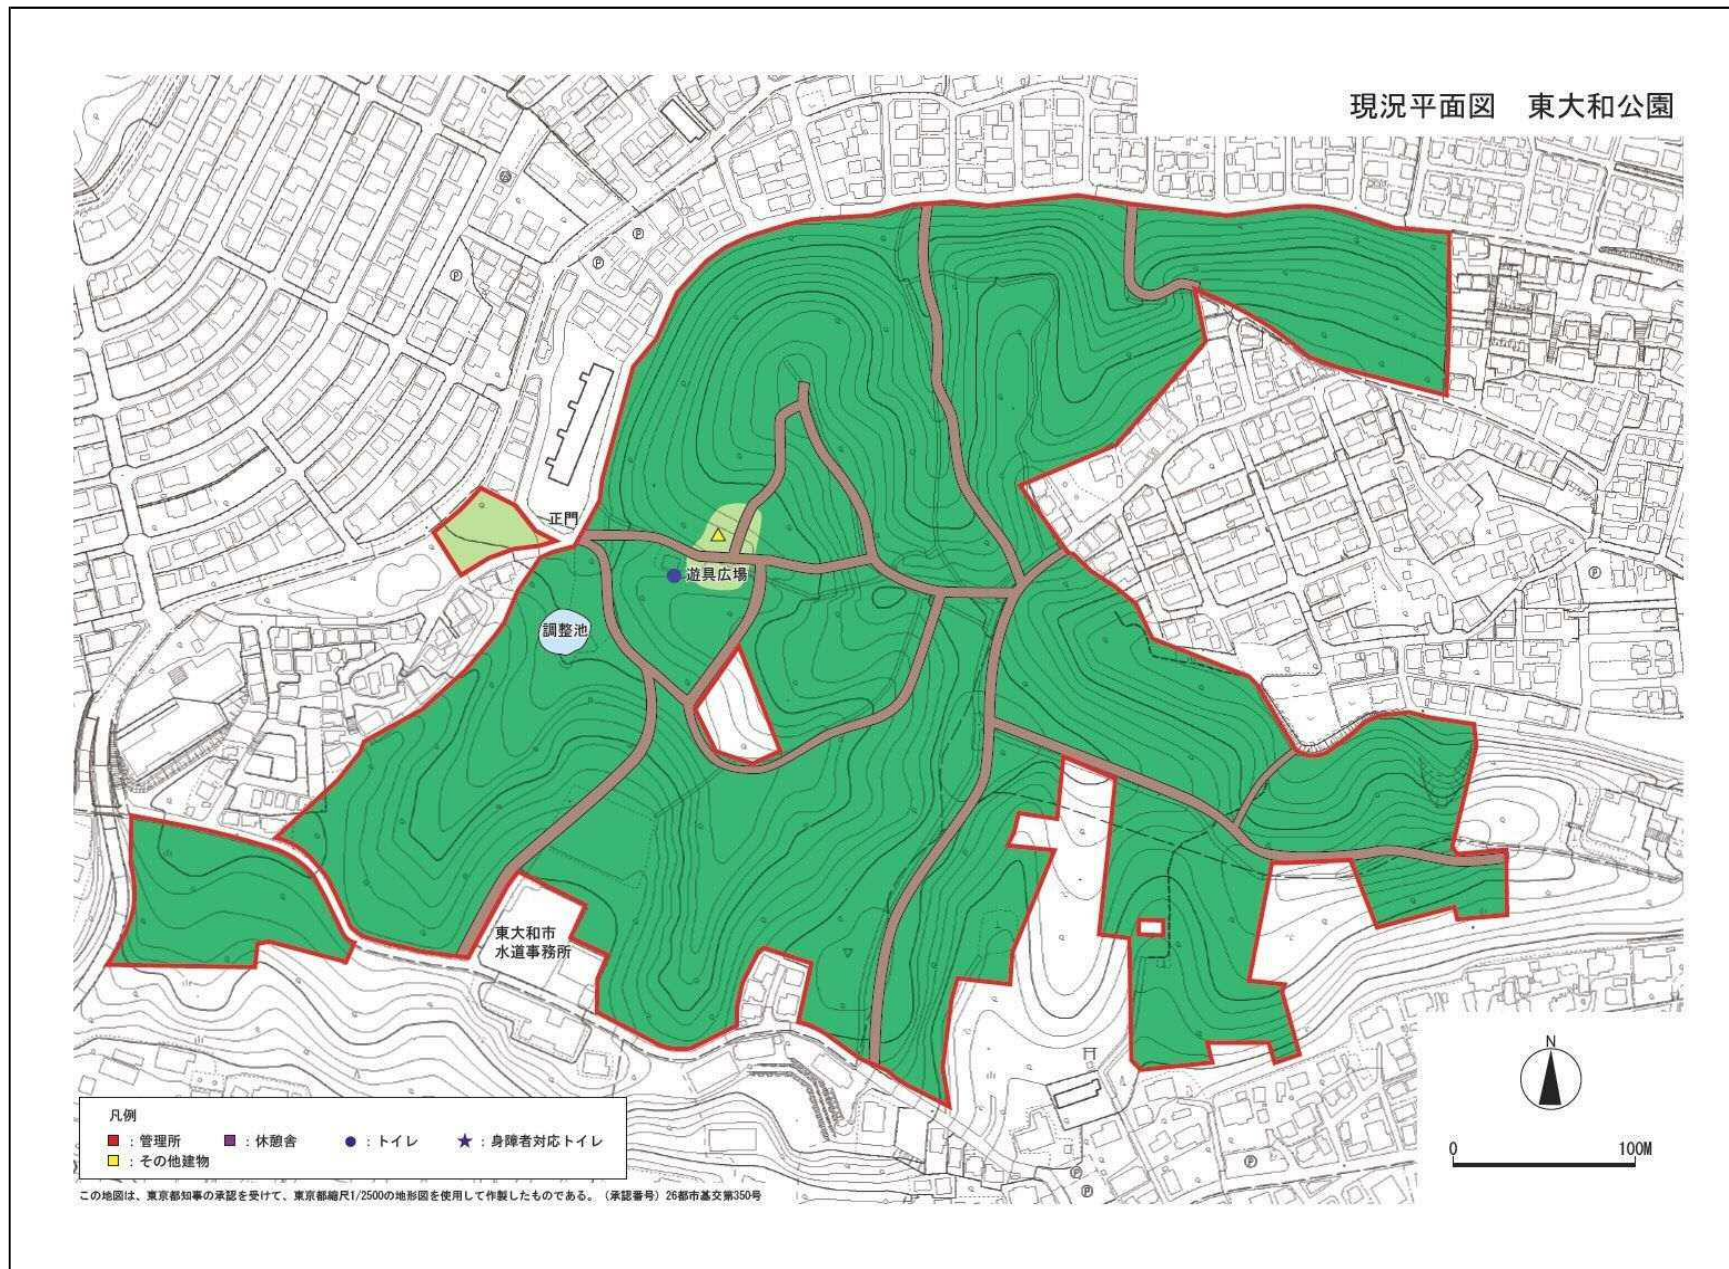 現況平面図 東大和公園
正門
遊具広場
調整池
東大和市
水道事務所
N
0 100M
凡例
：管理所 ：休憩舎 ：トイレ ：身障者対応トイレ
：その他建物
この地図は、東京都知事の承認を受けて、東京都縮尺1/2500の地形図を使用して作製したものである。（承認番号）26都市基交第350号